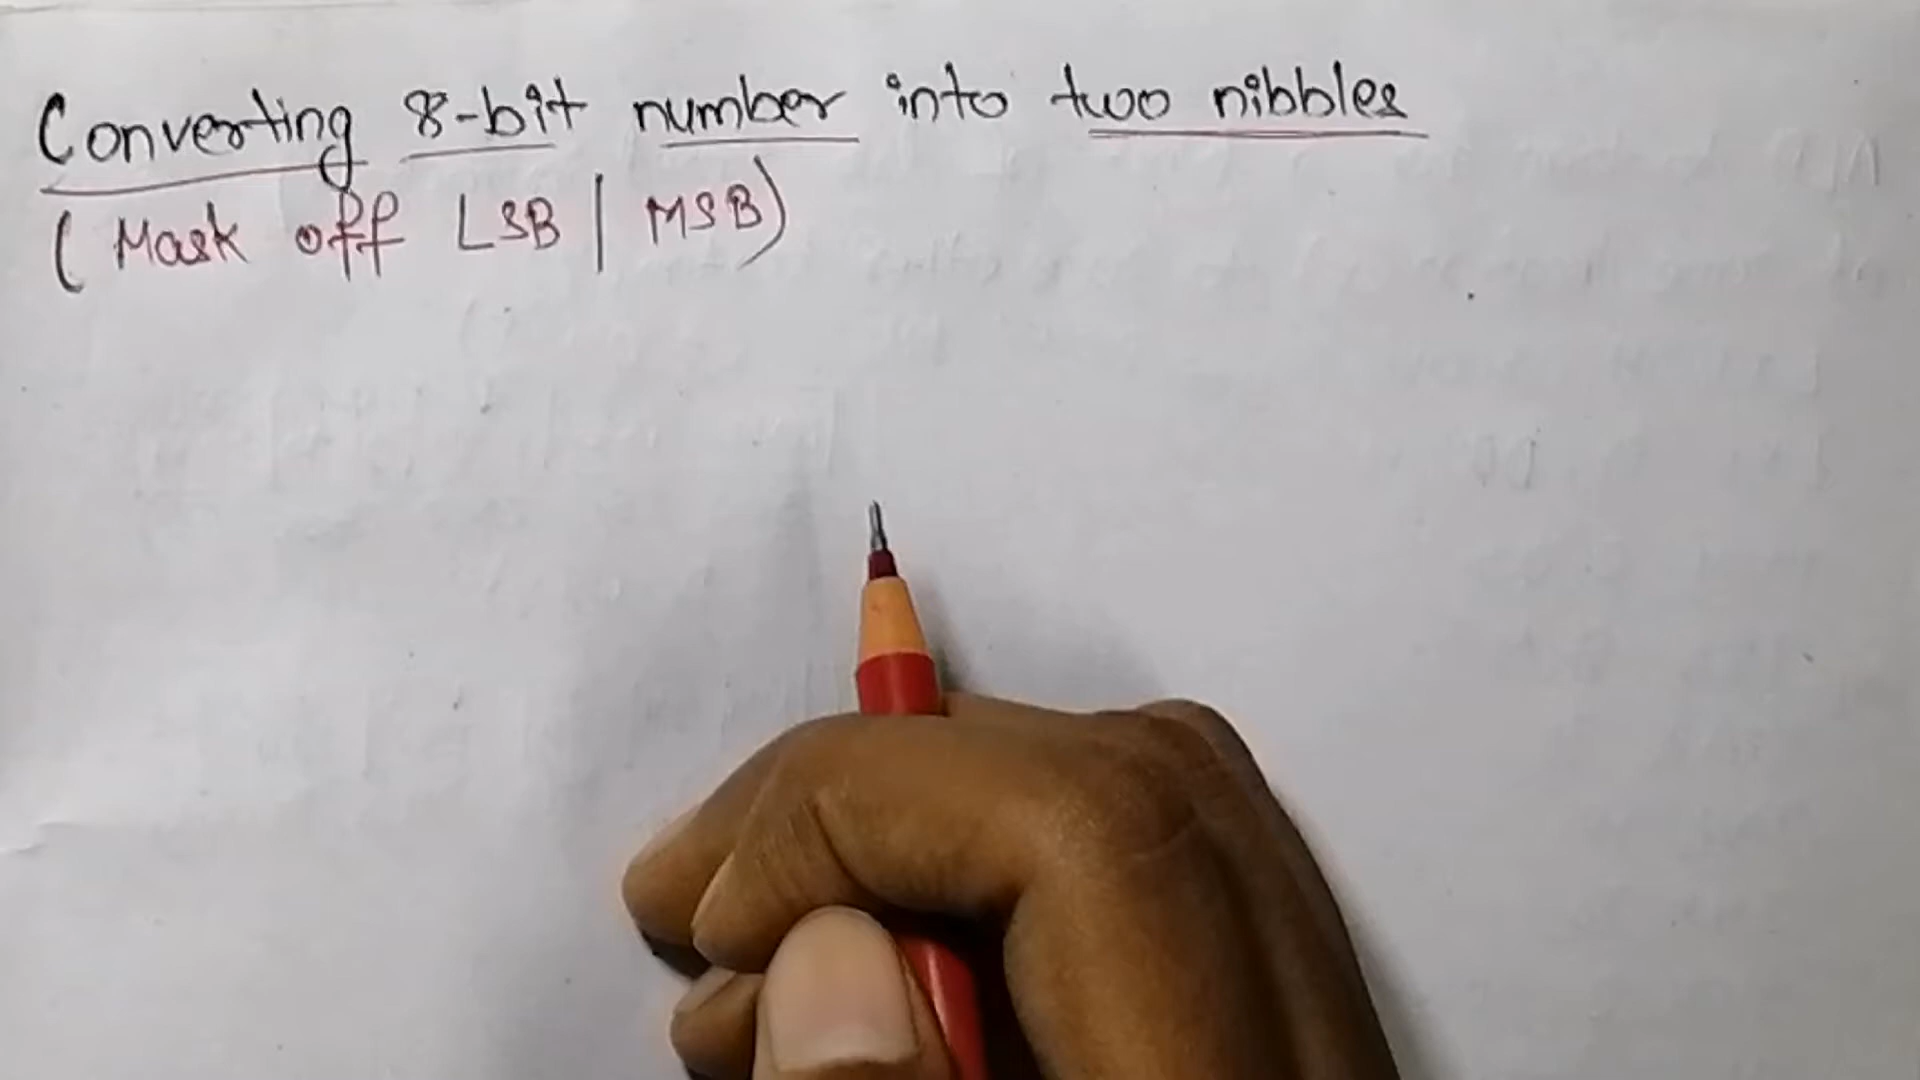 Converting 8-bit number into two nibbles
( Mask off LSB | MSB)